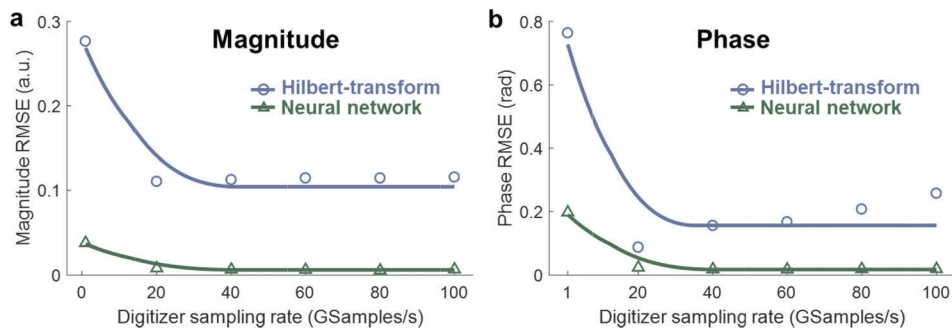 a
Magnitude
Hilbert-transform
Neural network
Magnitude RMSE (a.u.)
0.3
0.2
0.1
0
0 20 40 60 80 100
Digitizer sampling rate (GSamples/s)
b
Phase
Hilbert-transform
Neural network
Phase RMSE (rad)
0.8
0.6
0.4
0.2
0
1 20 40 60 80 100
Digitizer sampling rate (GSamples/s)